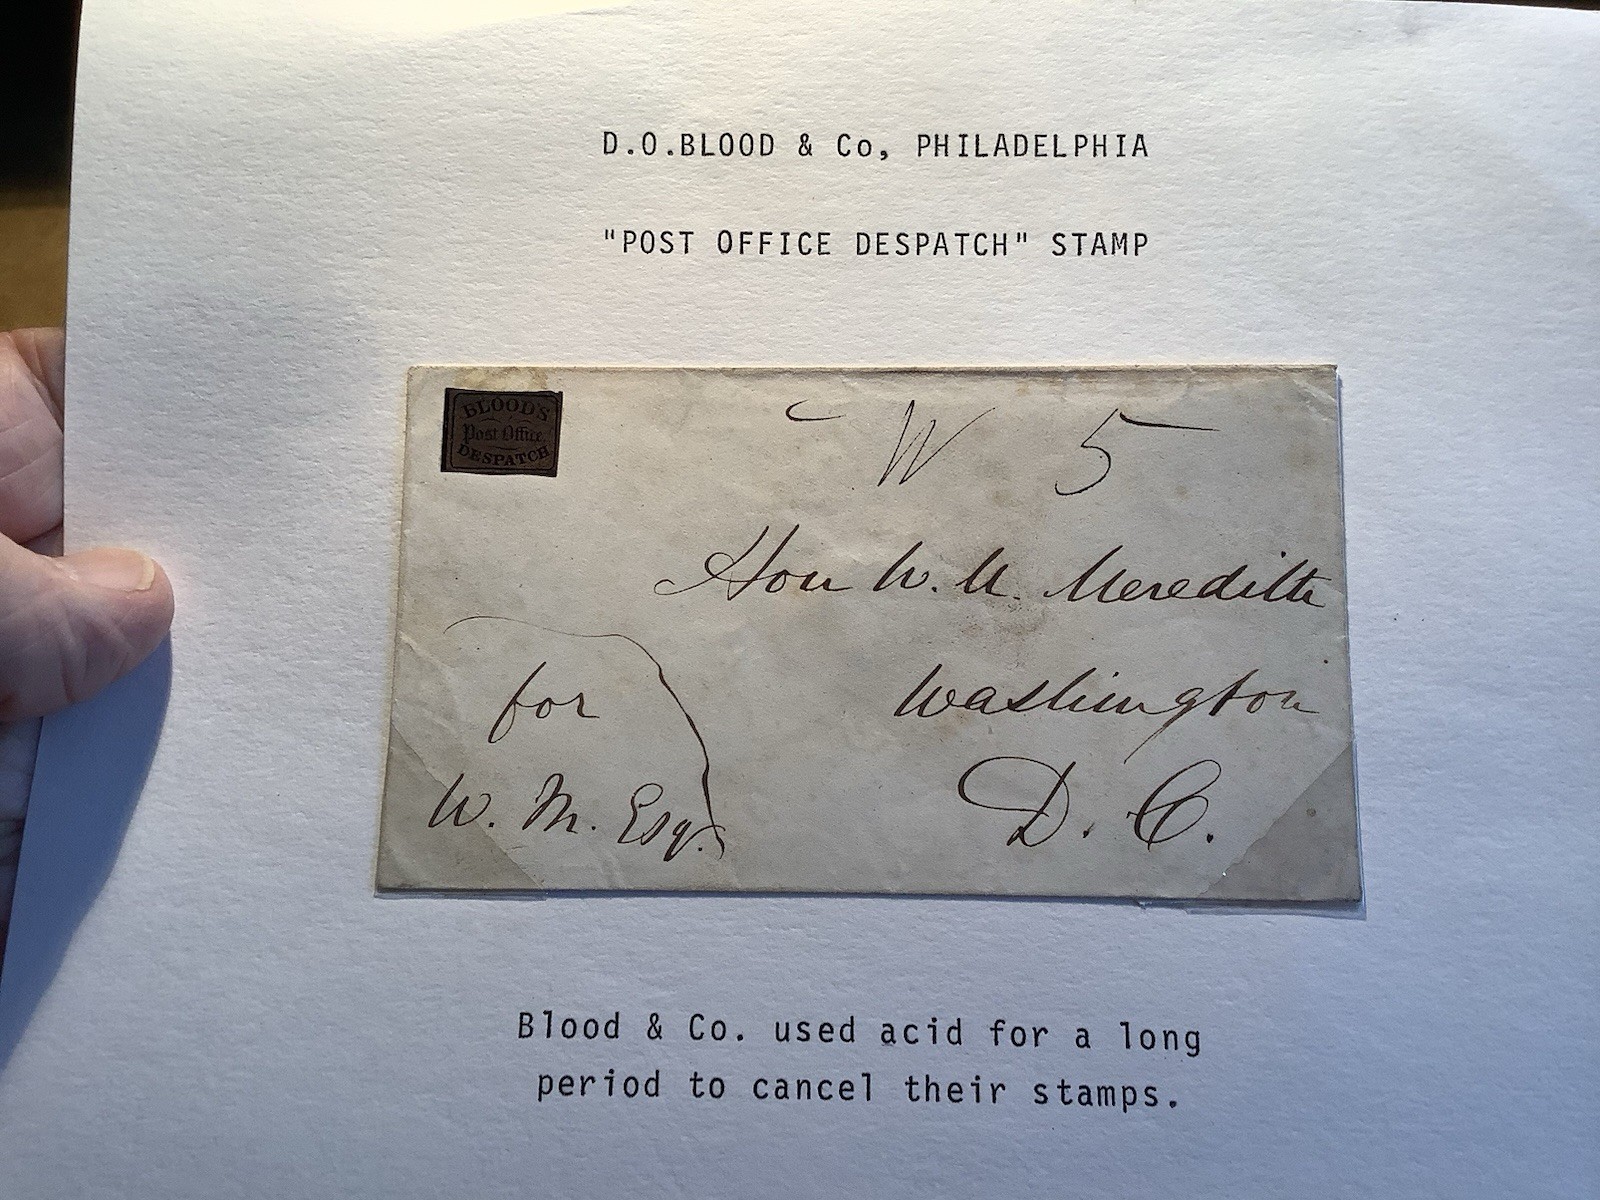 D.O.BLOOD & Co, PHILADELPHIA
"POST OFFICE DESPATCH" STAMP
BLOOD'S
Post Office
DESPATCH
W 5
Hon W. M. Meredith
Washington
D. C.
for
W. M. Esq.
Blood & Co. used acid for a long
period to cancel their stamps.